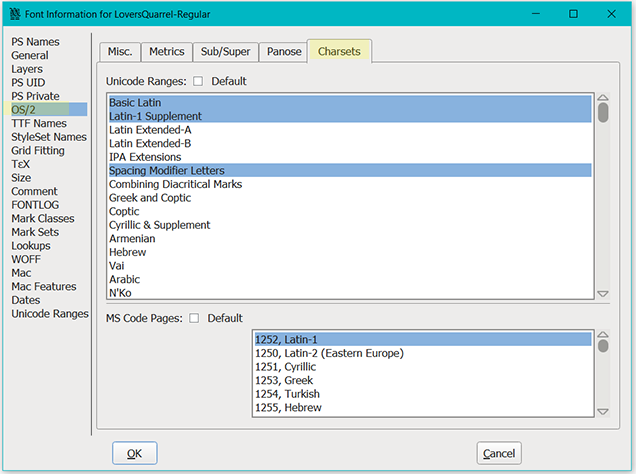 Font Information for LoversQuarrel-Regular
PS Names
General
Layers
PS UID
PS Private
OS/2
TTF Names
StyleSet Names
Grid Fitting
ΤεΧ
Size
Comment
FONTLOG
Mark Classes
Mark Sets
Lookups
WOFF
Mac
Mac Features
Dates
Unicode Ranges
Misc. Metrics Sub/Super Panose Charsets
Unicode Ranges: Default
Basic Latin
Latin-1 Supplement
Latin Extended-A
Latin Extended-B
IPA Extensions
Spacing Modifier Letters
Combining Diacritical Marks
Greek and Coptic
Coptic
Cyrillic & Supplement
Armenian
Hebrew
Vai
Arabic
N'Ko
MS Code Pages: Default
1252, Latin-1
1250, Latin-2 (Eastern Europe)
1251, Cyrillic
1253, Greek
1254, Turkish
1255, Hebrew
OK Cancel